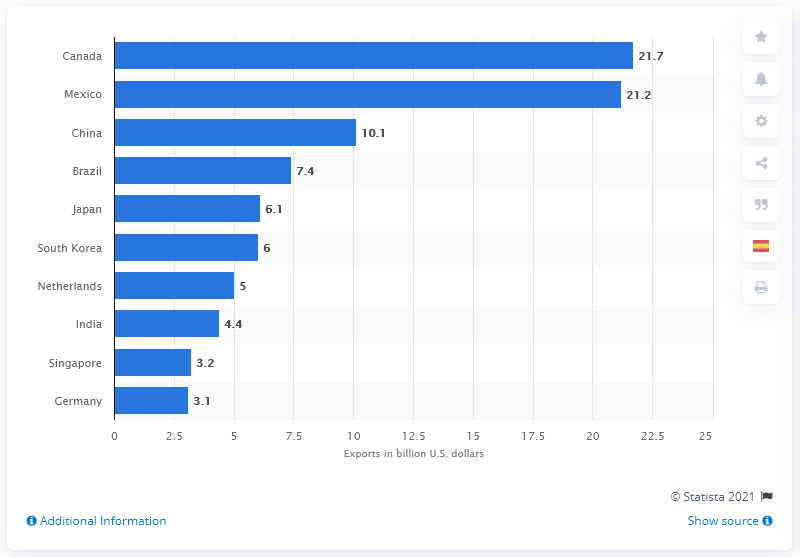 Canada 21.7
Mexico 21.2
China 10.1
Brazil 7.4
Japan 6.1
South Korea 6
Netherlands 5
India 4.4
Singapore 3.2
Germany 3.1
0 2.5 5 7.5 10 12.5 15 17.5 20 22.5 25
Exports in billion U.S. dollars
© Statista 2021
Additional Information
Show source